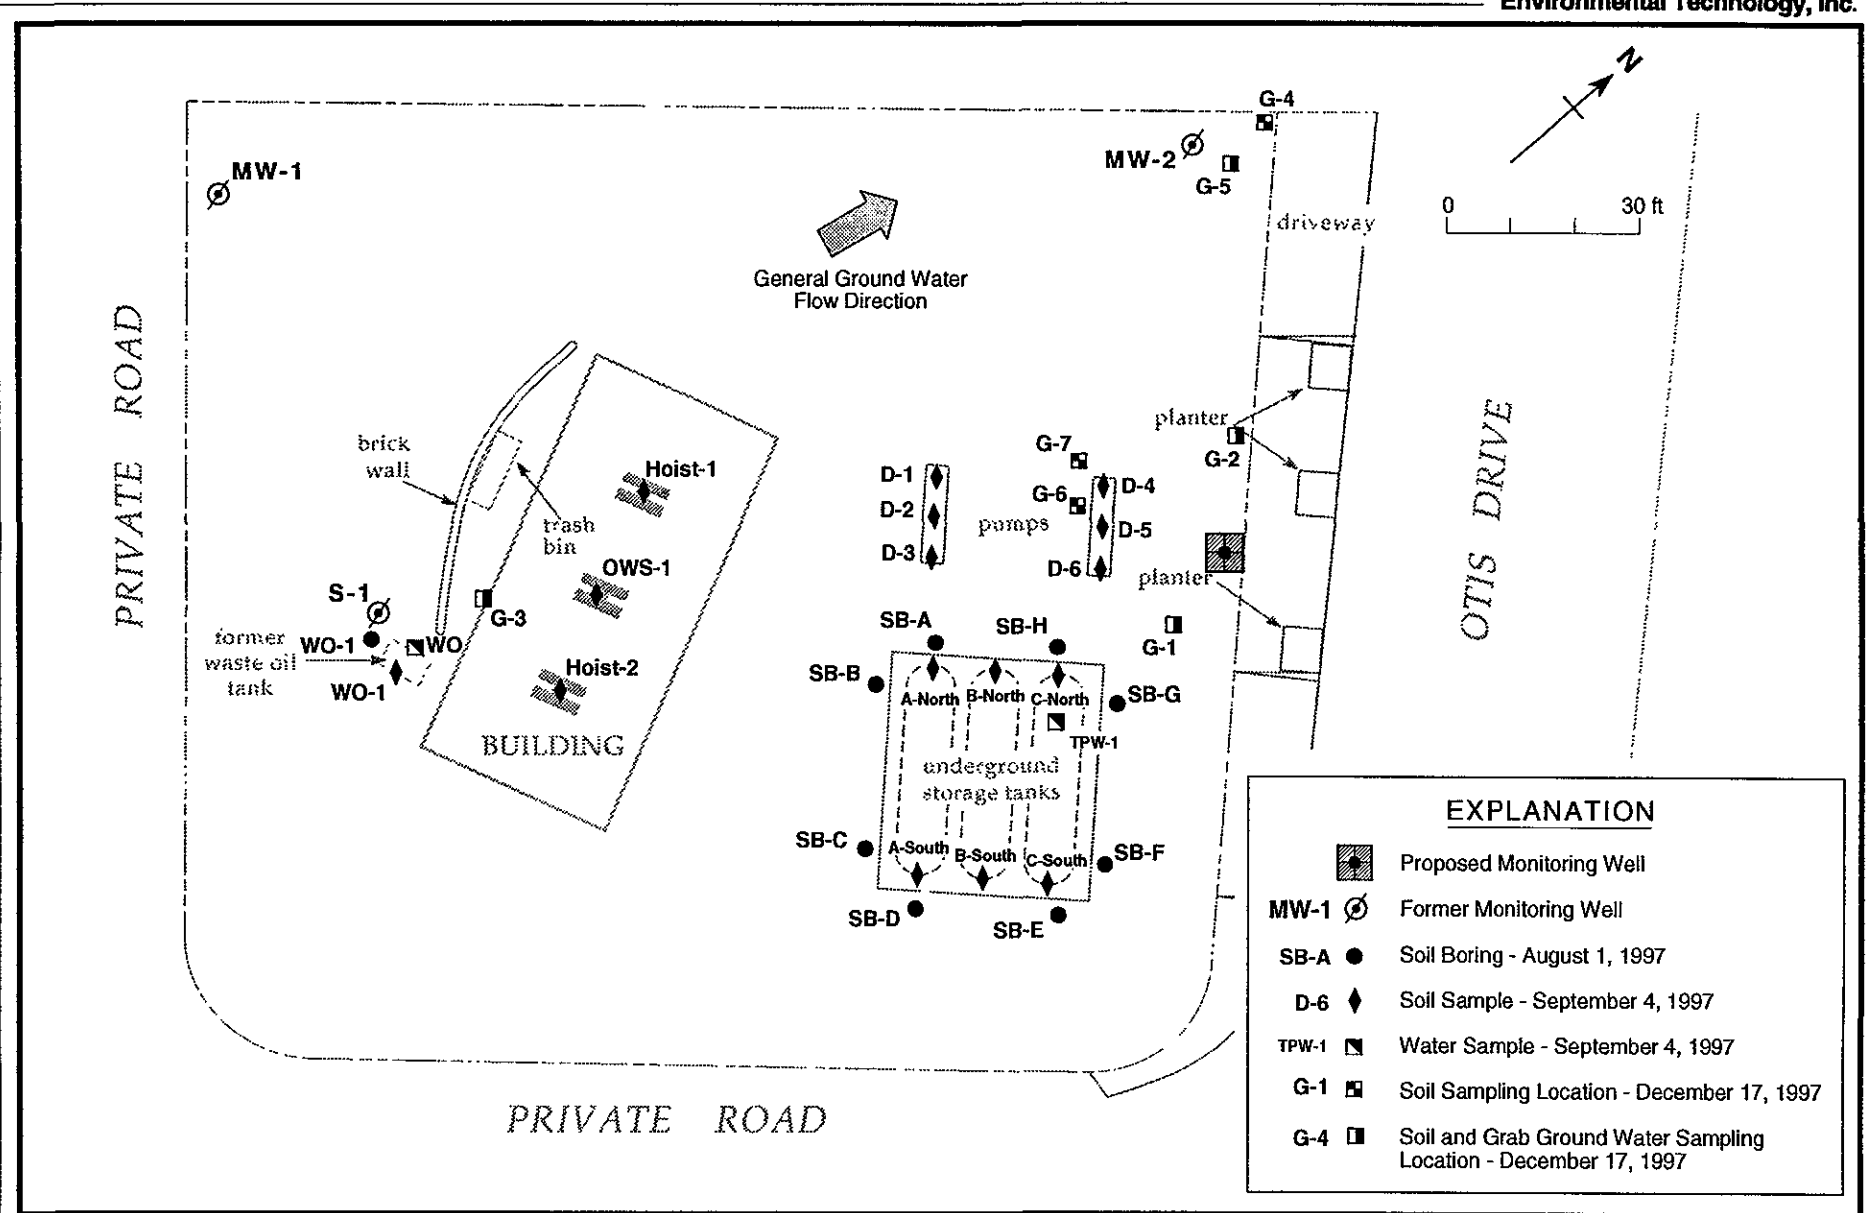 Environmental Technology, Inc.
N
G-4
MW-2
G-5
MW-1
0 30 ft
driveway
General Ground Water
Flow Direction
PRIVATE ROAD
brick
wall
Hoist-1
trash
bin
OWS-1
S-1
G-3
WO-1
WO
former
waste oil
tank
WO-1
Hoist-2
BUILDING
planter
G-2
G-7
D-1
D-4
G-6
D-2
pumps
D-5
D-3
D-6
planter
OTIS DRIVE
SB-A
SB-H
G-1
SB-B
SB-G
A-North
B-North
C-North
TPW-1
underground
storage tanks
SB-C
A-South
B-South
C-South
SB-F
SB-D
SB-E
PRIVATE ROAD
EXPLANATION
Proposed Monitoring Well
MW-1 Former Monitoring Well
SB-A Soil Boring - August 1, 1997
D-6 Soil Sample - September 4, 1997
TPW-1 Water Sample - September 4, 1997
G-1 Soil Sampling Location - December 17, 1997
G-4 Soil and Grab Ground Water Sampling
Location - December 17, 1997